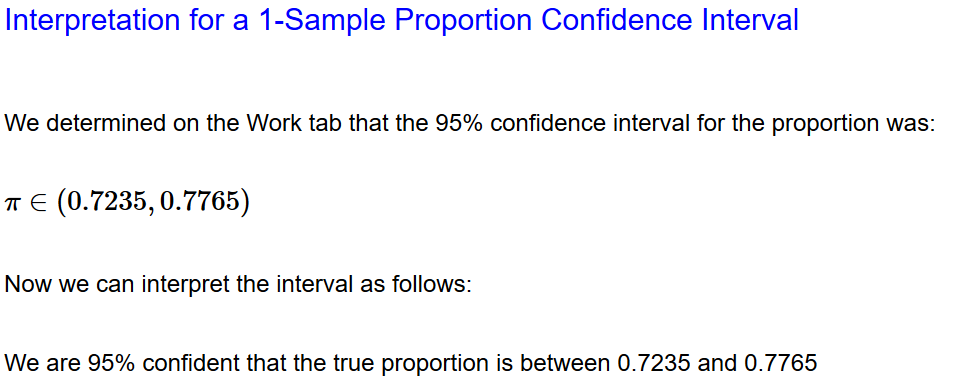 Interpretation for a 1-Sample Proportion Confidence Interval
We determined on the Work tab that the 95% confidence interval for the proportion was:
π ∈ (0.7235, 0.7765)
Now we can interpret the interval as follows:
We are 95% confident that the true proportion is between 0.7235 and 0.7765